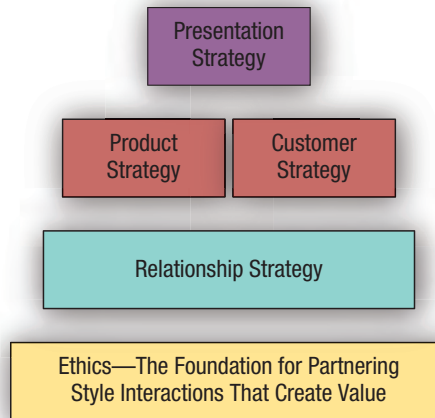 Presentation
Strategy
Product
Strategy
Customer
Strategy
Relationship Strategy
Ethics—The Foundation for Partnering
Style Interactions That Create Value